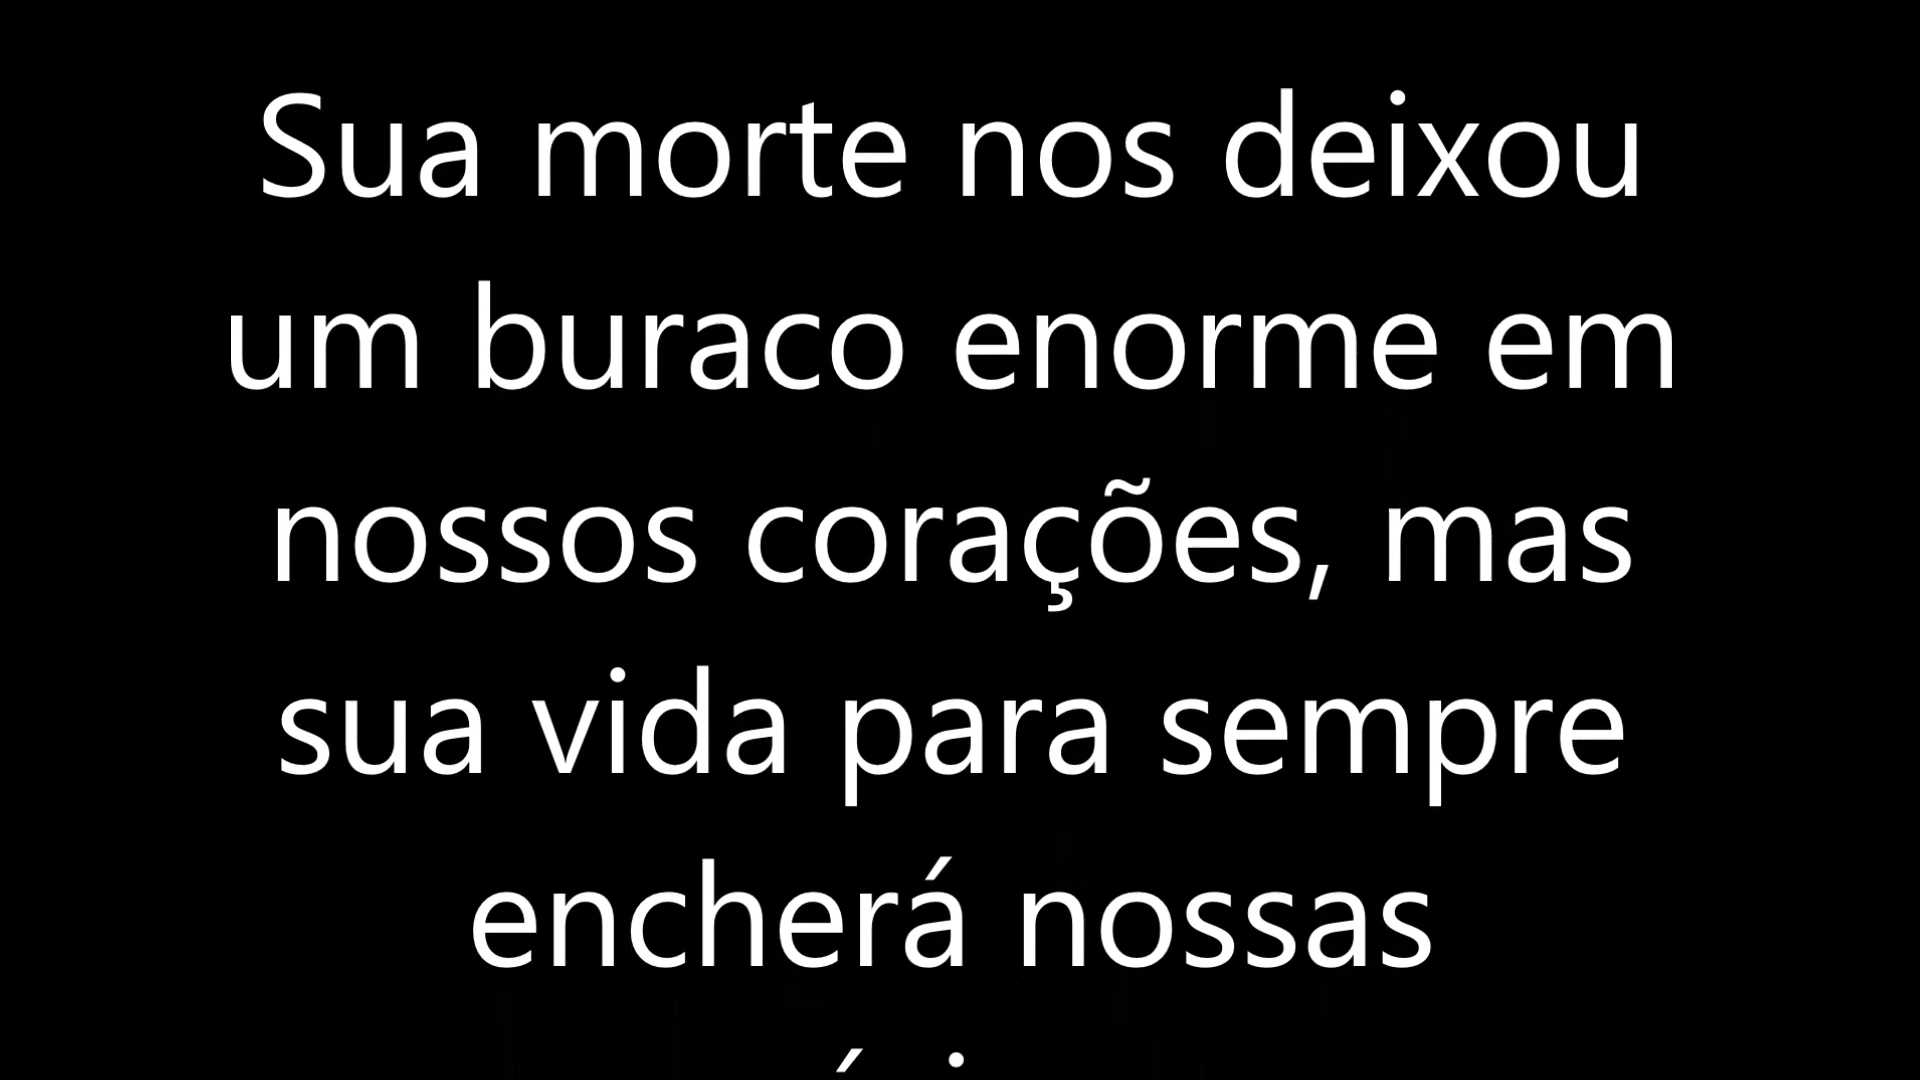 Sua morte nos deixou
um buraco enorme em
nossos corações, mas
sua vida para sempre
encherá nossas